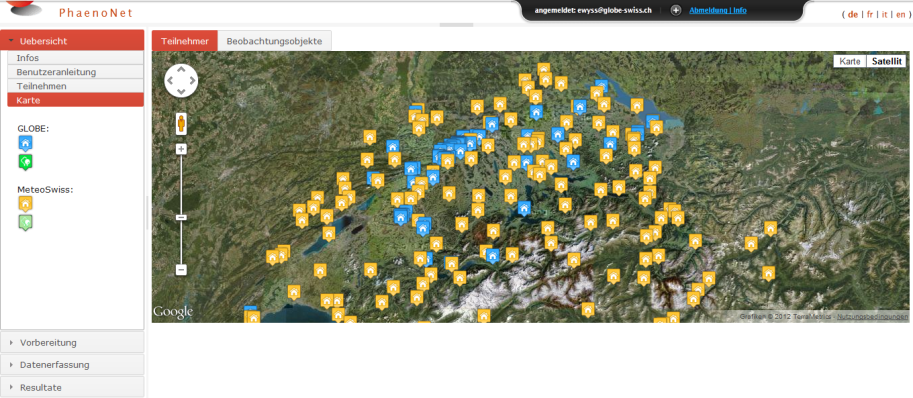 PhaenoNet
angemeldet: ewyss@globe-swiss.ch
Abmeldung | Info
( de | fr | it | en )
Uebersicht
Infos
Benutzeranleitung
Teilnehmen
Karte
GLOBE:
MeteoSwiss:
Vorbereitung
Datenerfassung
Resultate
Teilnehmer
Beobachtungsobjekte
Karte
Satellit
Google
Grafiken © 2012 TerraMetrics - Nutzungsbedingungen